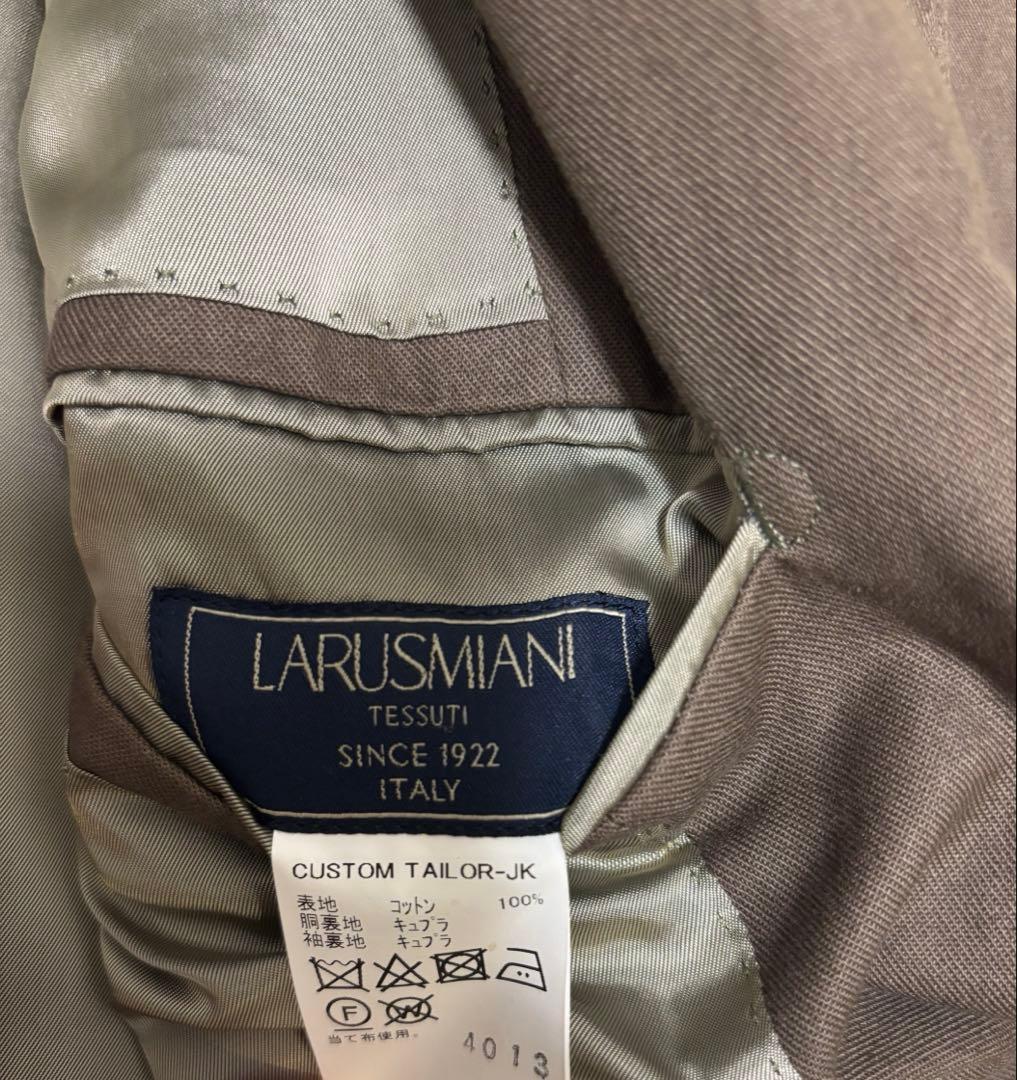 LARUSMIANI
TESSUTI
SINCE 1922
ITALY
CUSTOM TAILOR-JK
表地 コットン 100%
胴裏地 キュプラ
袖裏地 キュプラ
F
W
当て布使用。
4013